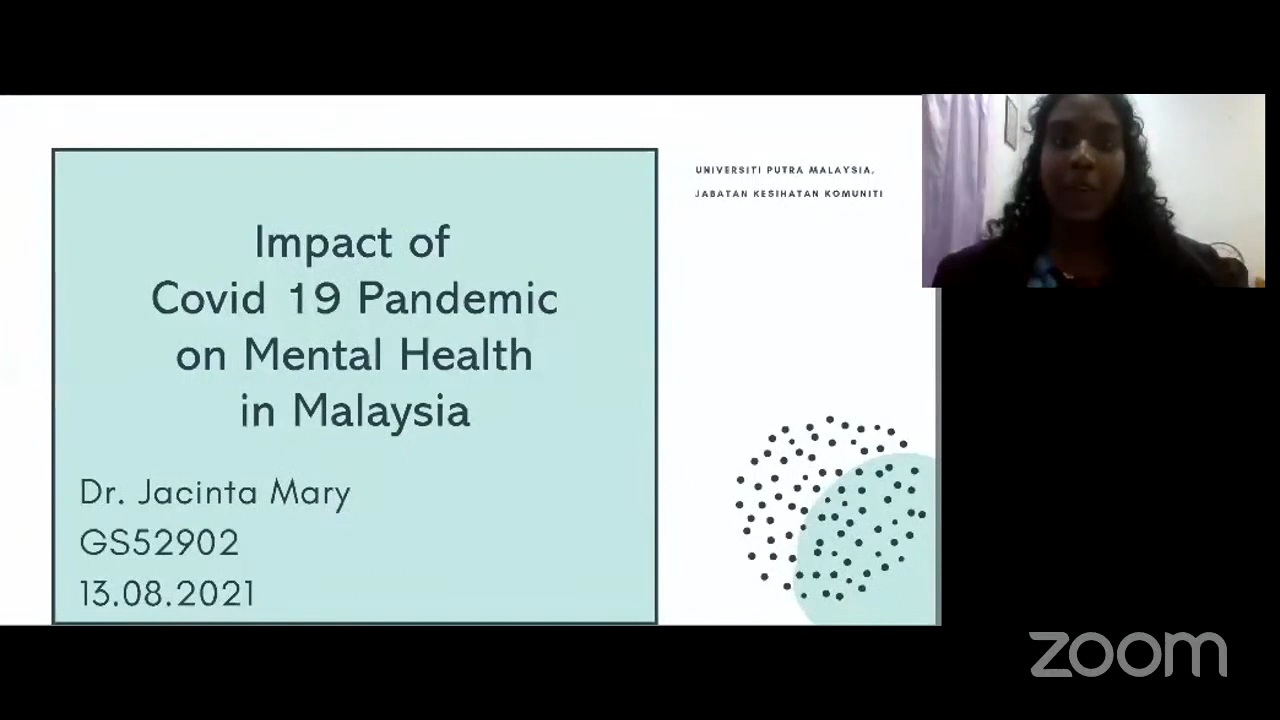 Impact of
Covid 19 Pandemic
on Mental Health
in Malaysia
Dr. Jacinta Mary
GS52902
13.08.2021
UNIVERSITI PUTRA MALAYSIA,
JABATAN KESIHATAN KOMUNITI
zoom